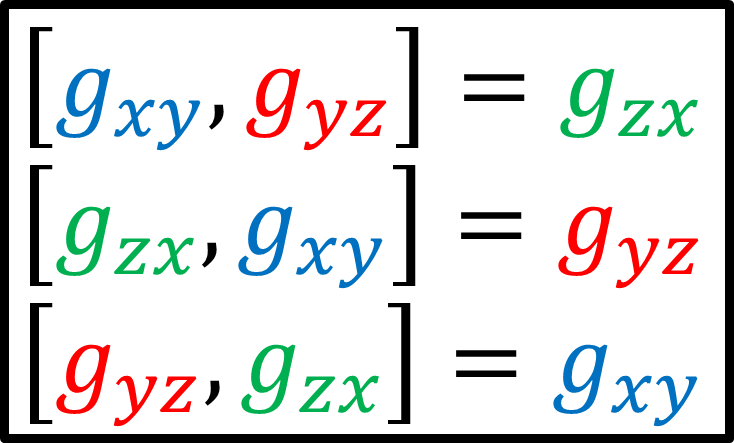 [g_xy, g_yz] = g_zx
[g_zx, g_xy] = g_yz
[g_yz, g_zx] = g_xy